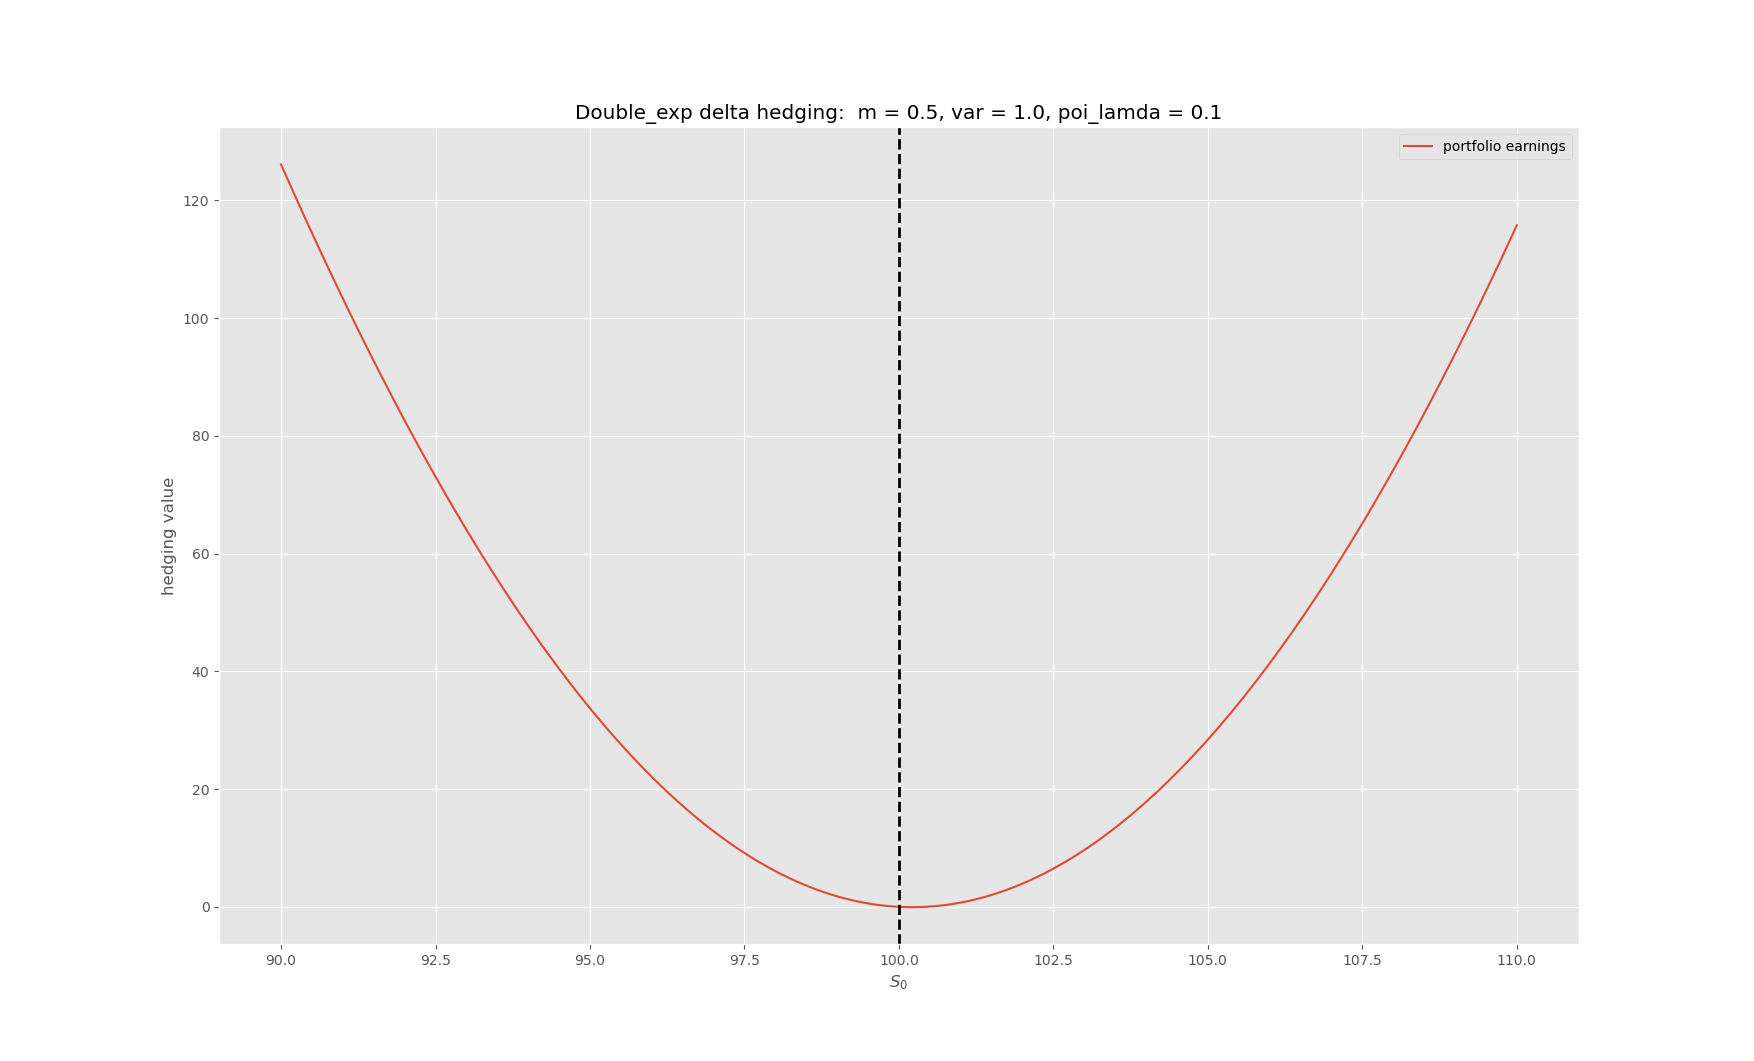 Double_exp delta hedging:  m = 0.5, var = 1.0, poi_lamda = 0.1
portfolio earnings
120
100
80
60
40
20
0
hedging value
90.0 92.5 95.0 97.5 100.0 102.5 105.0 107.5 110.0
S₀